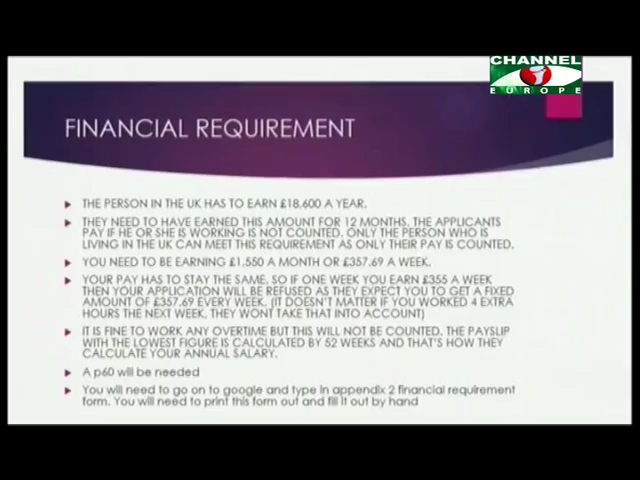 CHANNEL
i
EUROPE
FINANCIAL REQUIREMENT
THE PERSON IN THE UK HAS TO EARN £18,600 A YEAR.
THEY NEED TO HAVE EARNED THIS AMOUNT FOR 12 MONTHS. THE APPLICANTS
PAY IF HE OR SHE IS WORKING IS NOT COUNTED. ONLY THE PERSON WHO IS
LIVING IN THE UK CAN MEET THIS REQUIREMENT AS ONLY THEIR PAY IS COUNTED.
YOU NEED TO BE EARNING £1,550 A MONTH OR £357.69 A WEEK.
YOUR PAY HAS TO STAY THE SAME. SO IF ONE WEEK YOU EARN £355 A WEEK
THEN YOUR APPLICATION WILL BE REFUSED AS THEY EXPECT YOU TO GET A FIXED
AMOUNT OF £357.69 EVERY WEEK. (IT DOESN'T MATTER IF YOU WORKED 4 EXTRA
HOURS THE NEXT WEEK, THEY WONT TAKE THAT INTO ACCOUNT)
IT IS FINE TO WORK ANY OVERTIME BUT THIS WILL NOT BE COUNTED. THE PAYSLIP
WITH THE LOWEST FIGURE IS CALCULATED BY 52 WEEKS AND THAT'S HOW THEY
CALCULATE YOUR ANNUAL SALARY.
A p60 will be needed
You will need to go on to google and type in appendix 2 financial requirement
form. You will need to print this form out and fill it out by hand